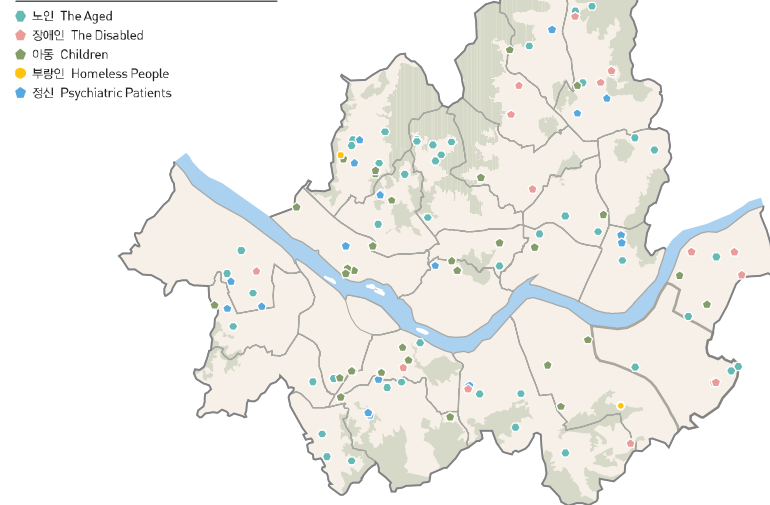 노인 The Aged
장애인 The Disabled
아동 Children
부랑인 Homeless People
정신 Psychiatric Patients